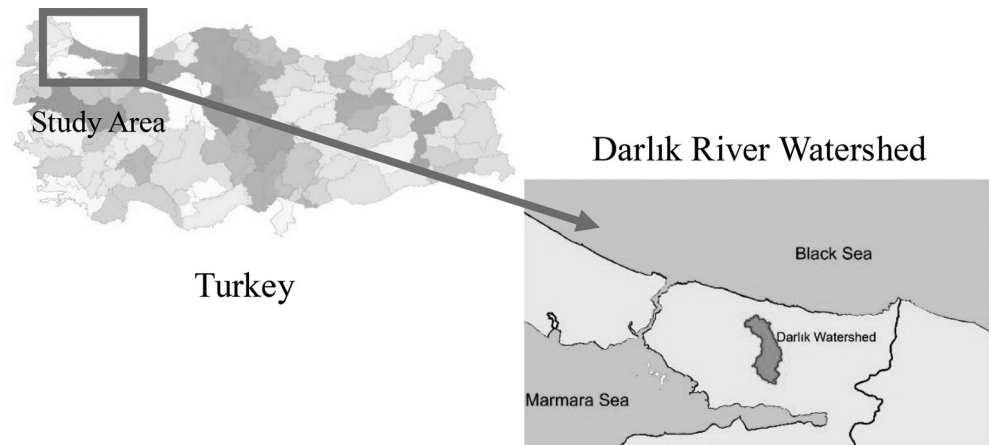 Study Area
Turkey
Darlık River Watershed
Black Sea
Darlık Watershed
Marmara Sea